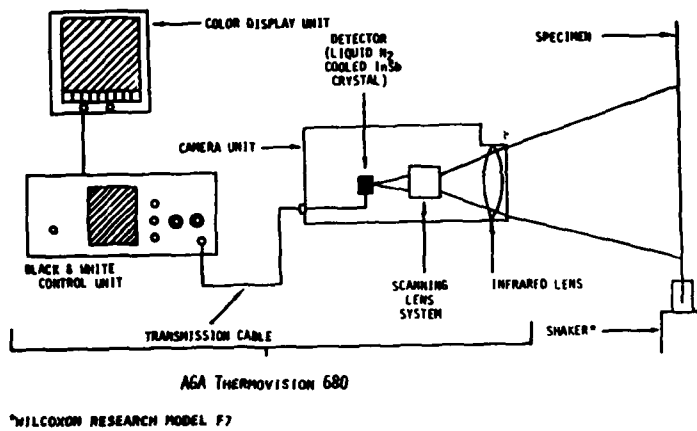 COLOR DISPLAY UNIT
DETECTOR
(LIQUID N2
COOLED InSb
CRYSTAL)
SPECIMEN
CAMERA UNIT
BLACK & WHITE
CONTROL UNIT
SCANNING
LENS
SYSTEM
INFRARED LENS
TRANSMISSION CABLE
SHAKER*
AGA THERMOVISION 680
*WILCOXON RESEARCH MODEL F7